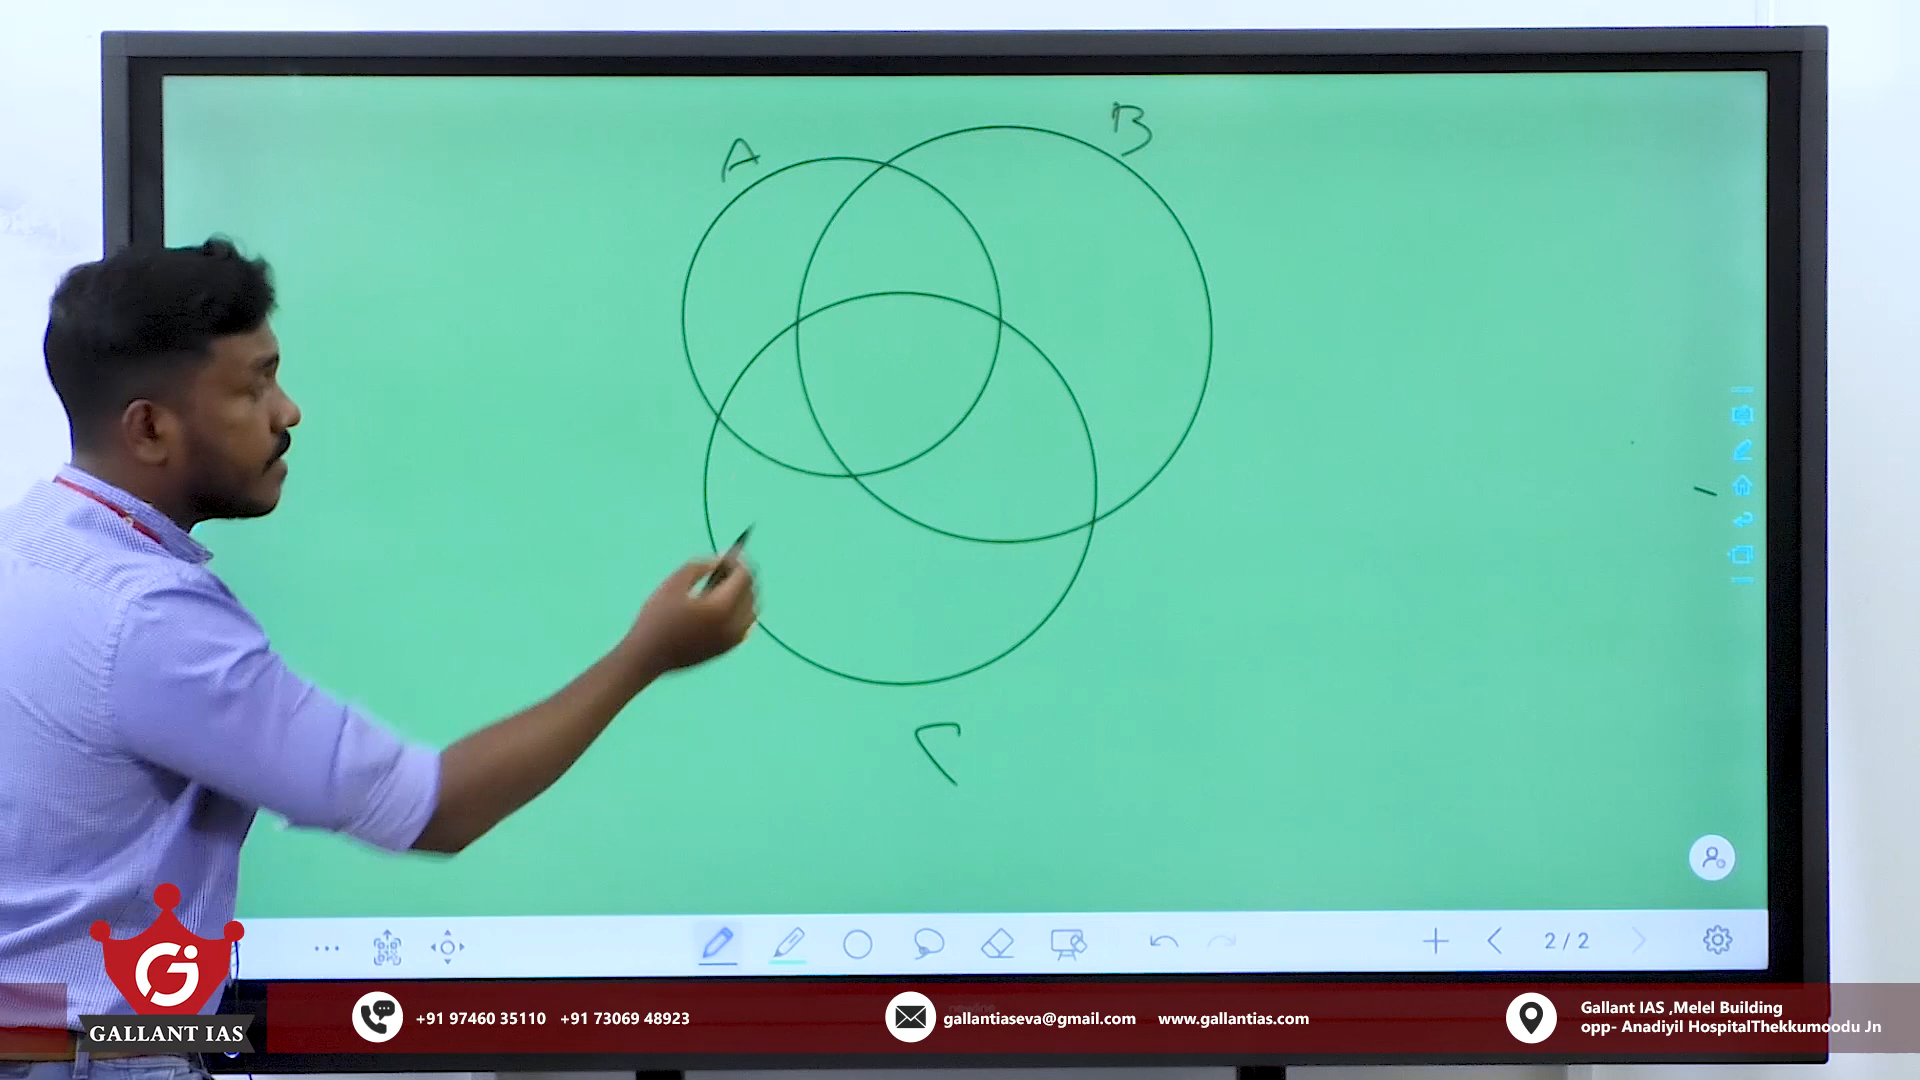 A
B
C
2/2
GALLANT IAS
+91 97460 35110 +91 73069 48923
gallantiaseva@gmail.com www.gallantias.com
Gallant IAS ,Melel Building
opp- Anadiyil HospitalThekkumoodu Jn